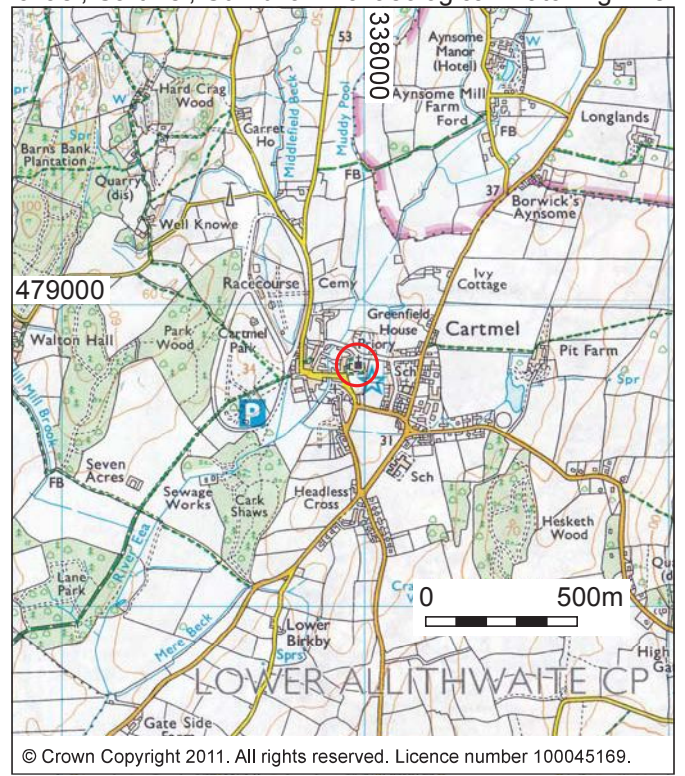 53
338000
Aynsome
Manor
(Hotel)
W
Hard Crag
Wood
W
Aynsome Mill
Farm
Ford
Middlefield Beck
Muddy Pool
Garret
Ho
FB
Longlands
Spr
Barns Bank
Plantation
Quarry
(dis)
FB
37
Borwick's
Aynsome
100
Well Knowe
479000
Racecourse
Cemy
Ivy
Cottage
60
Greenfield
House
Cartmel
Priory
Walton Hall
Park
Wood
Cartmel
Park
34
Sch
Pit Farm
Spr
P
31
Seven
Acres
FB
Sewage
Works
Cark
Shaws
Headless
Cross
Sch
Hesketh
Wood
River Eea
Lane
Park
0 500m
Mere Beck
Lower
Birkby
Sprs
LOWER ALLITHWAITE CP
Gate Side
© Crown Copyright 2011. All rights reserved. Licence number 100045169.